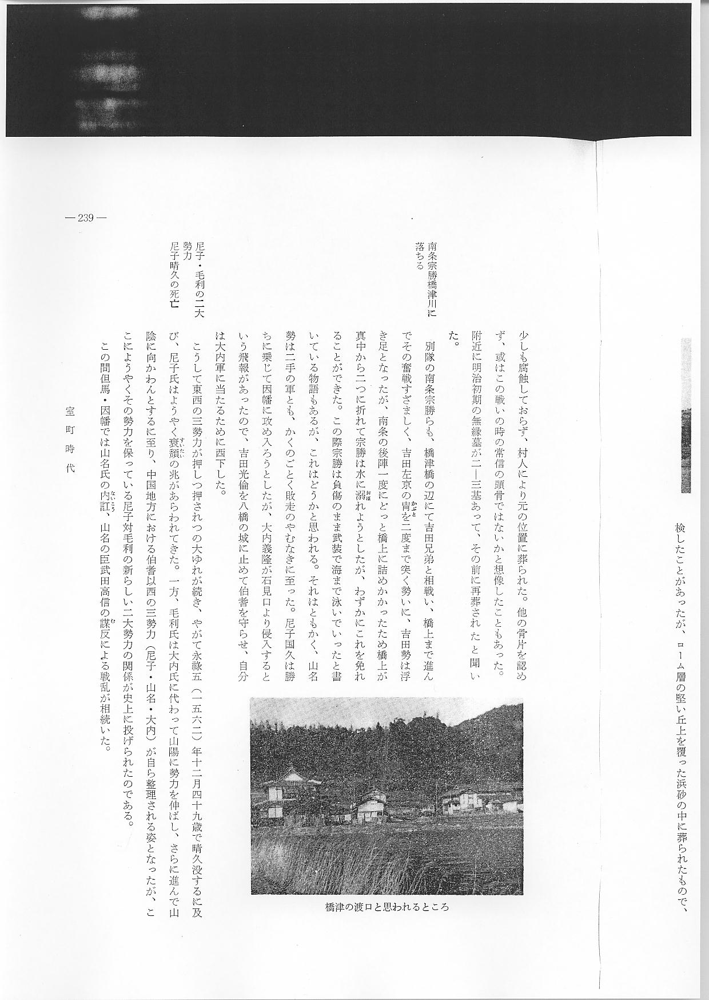 検したことがあったが、ローム層の堅い丘上を覆った浜砂の中に葬られたもので、
少しも腐蝕しておらず、村人により元の位置に葬られた。他の骨片を認め
ず、或はこの戦いの時の常信の頭骨ではないかと想像したこともあった。
附近に明治初期の無縁墓が二―三基あって、その前に再葬されたと聞い
た。
南条宗勝橋津川に
落ちる
別隊の南条宗勝らも、橋津橋の辺にて吉田兄弟と相戦い、橋上まで進ん
でその奮戦すざましく、吉田左京の冑かぶとを二度まで突く勢いに、吉田勢は浮
き足となったが、南条の後陣一度にどっと橋上に詰めかかったため橋上が
真中から二つに折れて宗勝は水に溺おぼれようとしたが、わずかにこれを免れ
ることができた。この際宗勝は負傷のまま武装で海まで泳いでいったと書
いている物語もあるが、これはどうかと思われる。それはともかく、山名
勢は二手の軍とも、かくのごとく敗走のやむなきに至った。尼子国久は勝
ちに乗じて因幡に攻め入ろうとしたが、大内義隆が石見口より侵入すると
いう飛報があったので、吉田光倫を八橋の城に止めて伯耆を守らせ、自分
は大内軍に当たるために西下した。
尼子・毛利の二大
勢力
尼子晴久の死亡
こうして東西の三勢力が押しつ押されつの大ゆれが続き、やがて永祿五（一五六二）年十二月四十九歳で晴久没するに及
び、尼子氏はようやく衰頽すいたいの兆があらわれてきた。一方、毛利氏は大内氏に代わって山陽に勢力を伸ばし、さらに進んで山
陰に向かわんとするに至り、中国地方における伯耆以西の三勢力（尼子・山名・大内）が自ら整理される姿となったが、こ
こにようやくその勢力を保っている尼子対毛利の新らしい二大勢力の関係が史上に投げられたのである。
この間但馬・因幡では山名氏の内訌ないこう、山名の臣武田高信の謀む反による戦乱が相続いた。
橋津の渡口と思われるところ
室町時代
― 239 ―